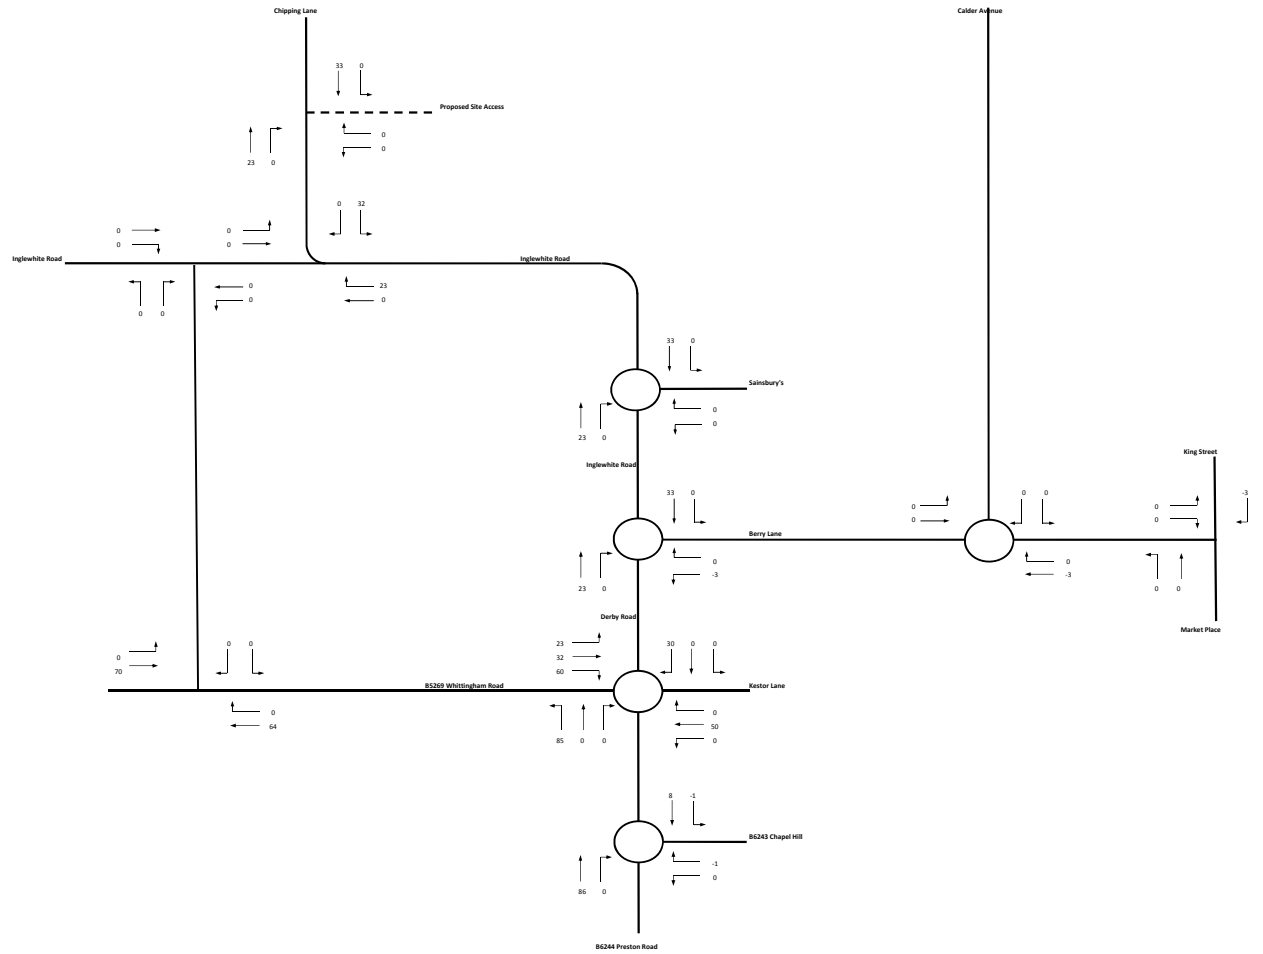 Chipping Lane
Calder Avenue
33 0
Proposed Site Access
0
0
23 0
0 32
0 0
0 0
Inglewhite Road
Inglewhite Road
0 23
0 0
0 0
33 0
Sainsbury's
0
0
23 0
King Street
Inglewhite Road
33 0
0 0
-3
0
0
0
0
Berry Lane
0
-3
0
-3
23 0
0 0
Derby Road
Market Place
23
32
60
30 0 0
0 0
0
70
B5269 Whittingham Road
Kestor Lane
0
64
0
50
0
85 0 0
8 -1
B6243 Chapel Hill
-1
0
86 0
B6244 Preston Road